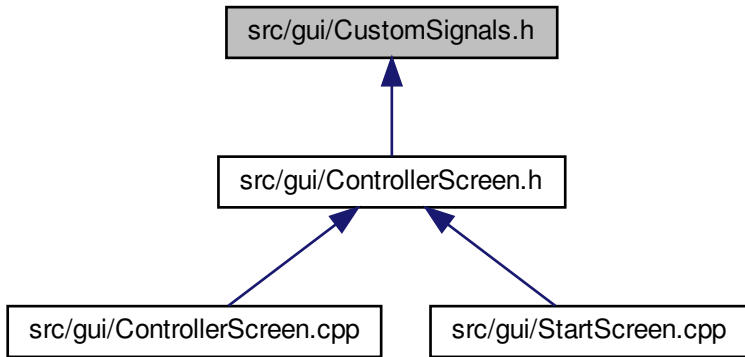 src/gui/CustomSignals.h
src/gui/ControllerScreen.h
src/gui/ControllerScreen.cpp
src/gui/StartScreen.cpp